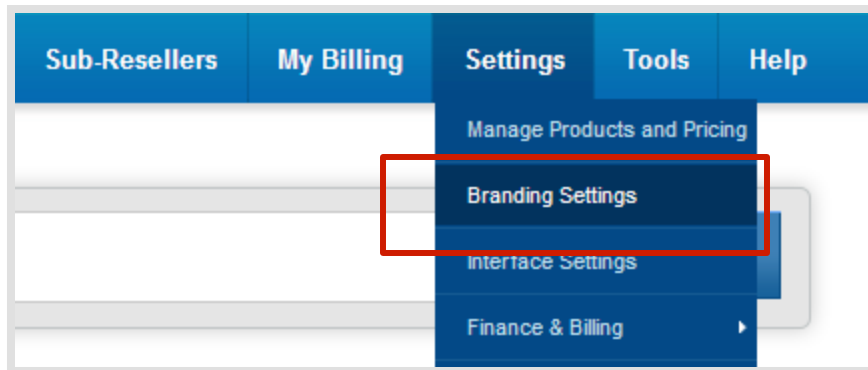 Sub-Resellers My Billing Settings Tools Help
Manage Products and Pricing
Branding Settings
Interface Settings
Finance & Billing